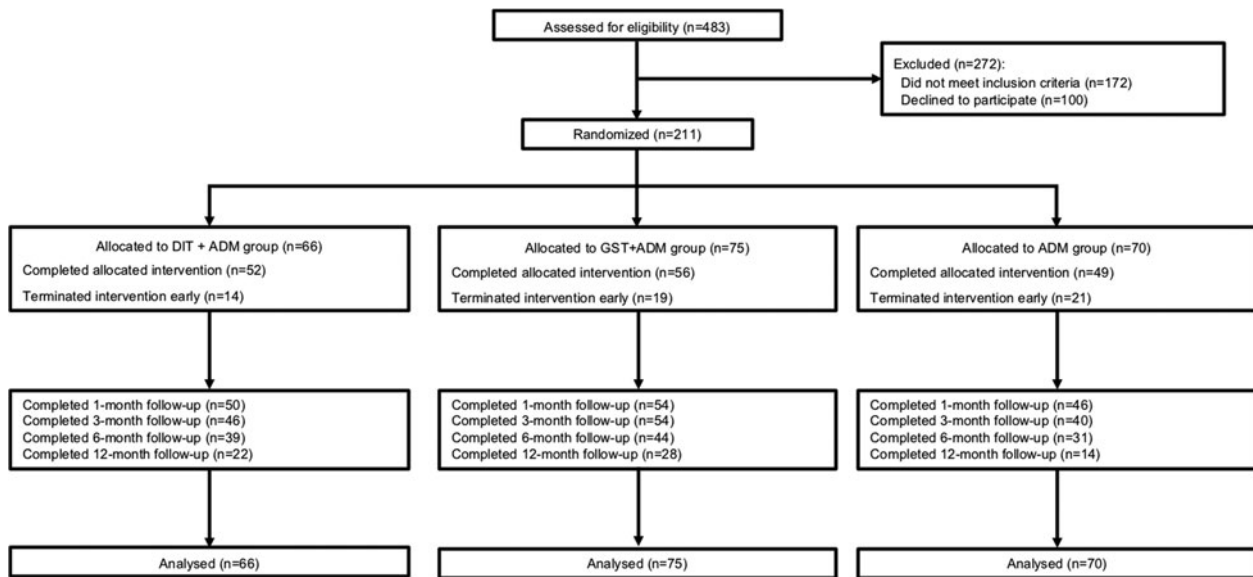 Assessed for eligibility (n=483)
Excluded (n=272):
Did not meet inclusion criteria (n=172)
Declined to participate (n=100)
Randomized (n=211)
Allocated to DIT + ADM group (n=66)
Completed allocated intervention (n=52)
Terminated intervention early (n=14)
Allocated to GST+ADM group (n=75)
Completed allocated intervention (n=56)
Terminated intervention early (n=19)
Allocated to ADM group (n=70)
Completed allocated intervention (n=49)
Terminated intervention early (n=21)
Completed 1-month follow-up (n=50)
Completed 3-month follow-up (n=46)
Completed 6-month follow-up (n=39)
Completed 12-month follow-up (n=22)
Completed 1-month follow-up (n=54)
Completed 3-month follow-up (n=54)
Completed 6-month follow-up (n=44)
Completed 12-month follow-up (n=28)
Completed 1-month follow-up (n=46)
Completed 3-month follow-up (n=40)
Completed 6-month follow-up (n=31)
Completed 12-month follow-up (n=14)
Analysed (n=66)
Analysed (n=75)
Analysed (n=70)